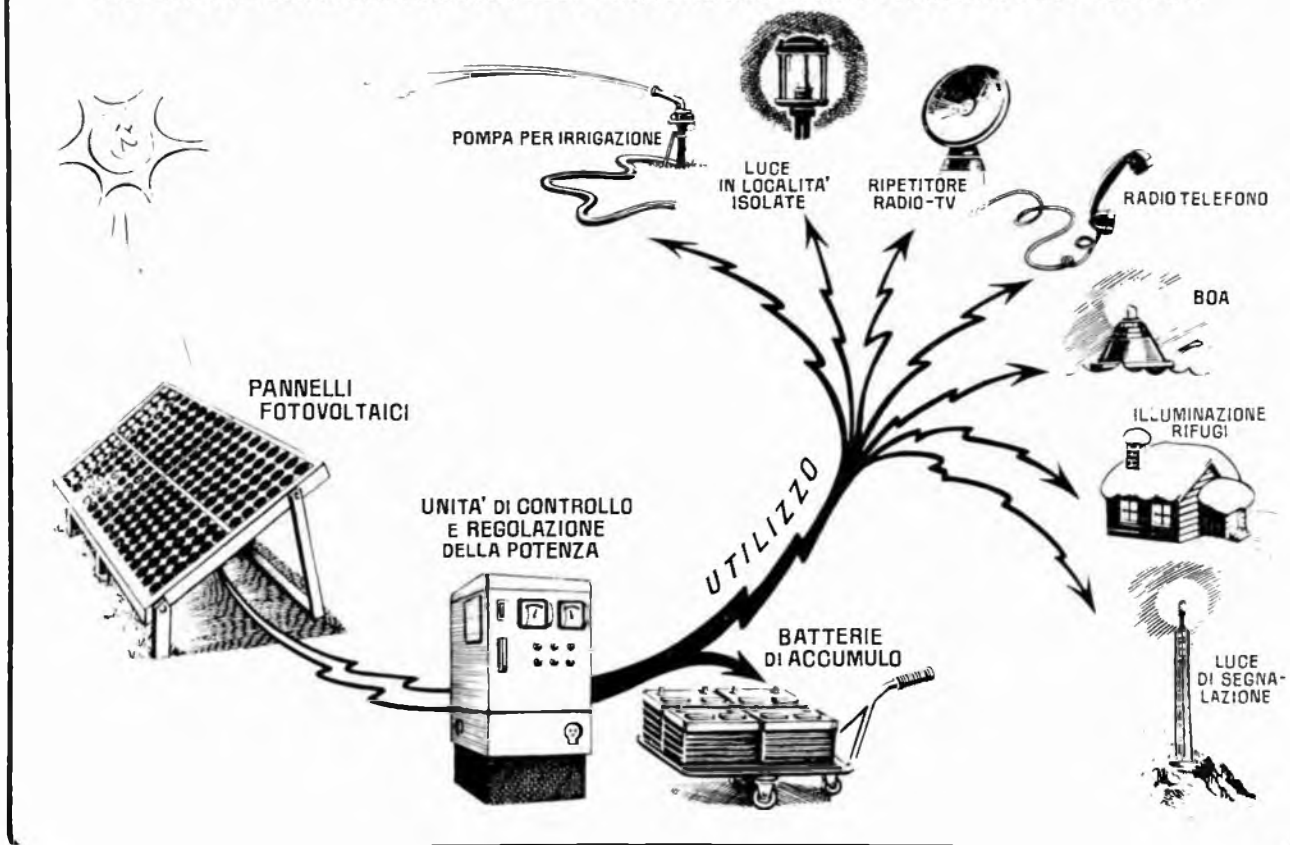 POMPA PER IRRIGAZIONE
LUCE
IN LOCALITA'
ISOLATE
RIPETITORE
RADIO-TV
RADIO TELEFONO
BOA
ILLUMINAZIONE
RIFUGI
PANNELLI
FOTOVOLTAICI
UNITA' DI CONTROLLO
E REGOLAZIONE
DELLA POTENZA
UTILIZZO
BATTERIE
DI ACCUMULO
LUCE
DI SEGNA-
LAZIONE